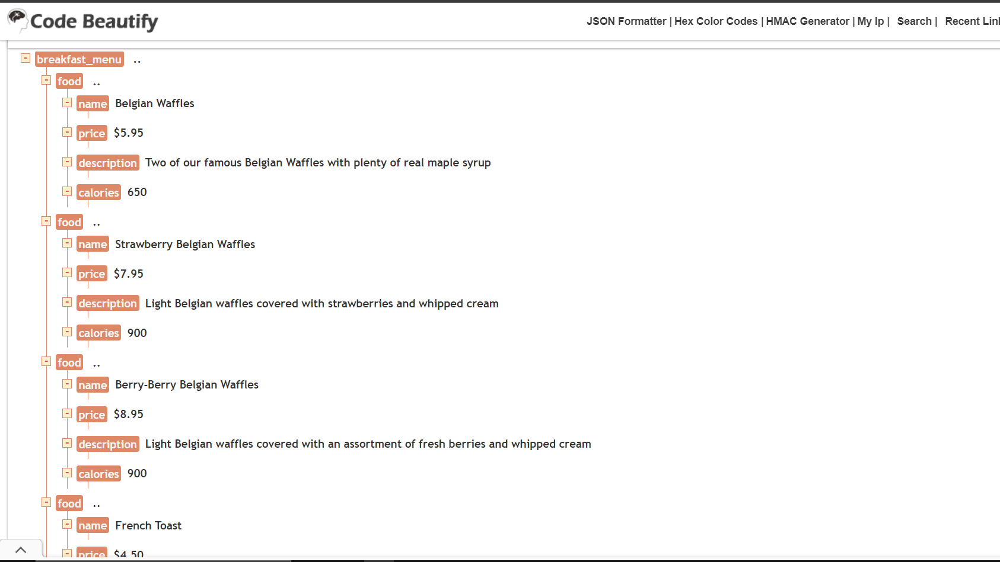 Code Beautify
JSON Formatter | Hex Color Codes | HMAC Generator | My Ip | Search | Recent Lin
- breakfast_menu ..
- food ..
- name Belgian Waffles
- price $5.95
- description Two of our famous Belgian Waffles with plenty of real maple syrup
- calories 650
- food ..
- name Strawberry Belgian Waffles
- price $7.95
- description Light Belgian waffles covered with strawberries and whipped cream
- calories 900
- food ..
- name Berry-Berry Belgian Waffles
- price $8.95
- description Light Belgian waffles covered with an assortment of fresh berries and whipped cream
- calories 900
- food ..
- name French Toast
- price $4.50